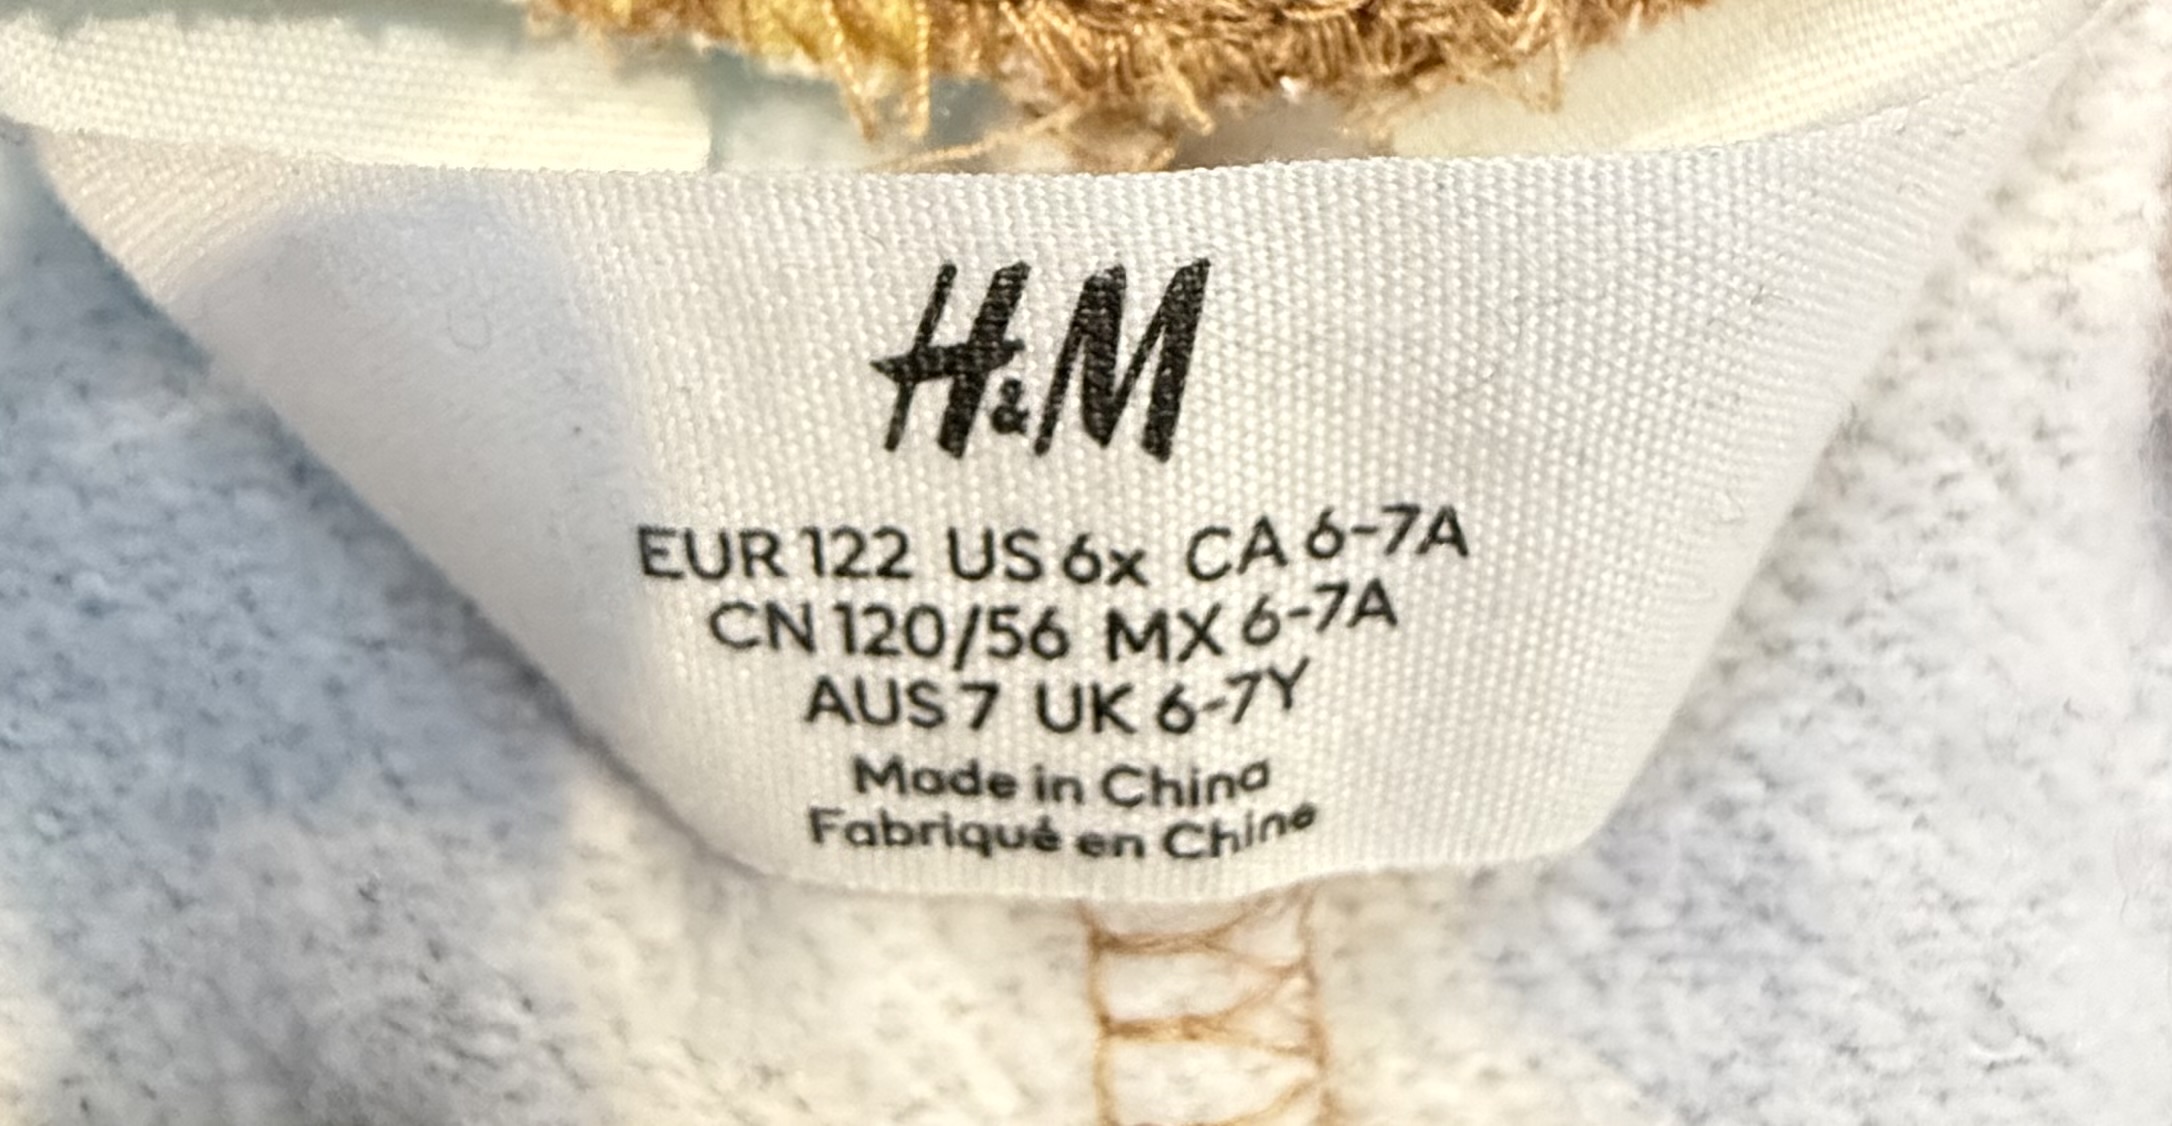 H&M
EUR 122 US 6x CA 6-7A
CN 120/56 MX 6-7A
AUS 7 UK 6-7Y
Made in China
Fabriqué en Chine